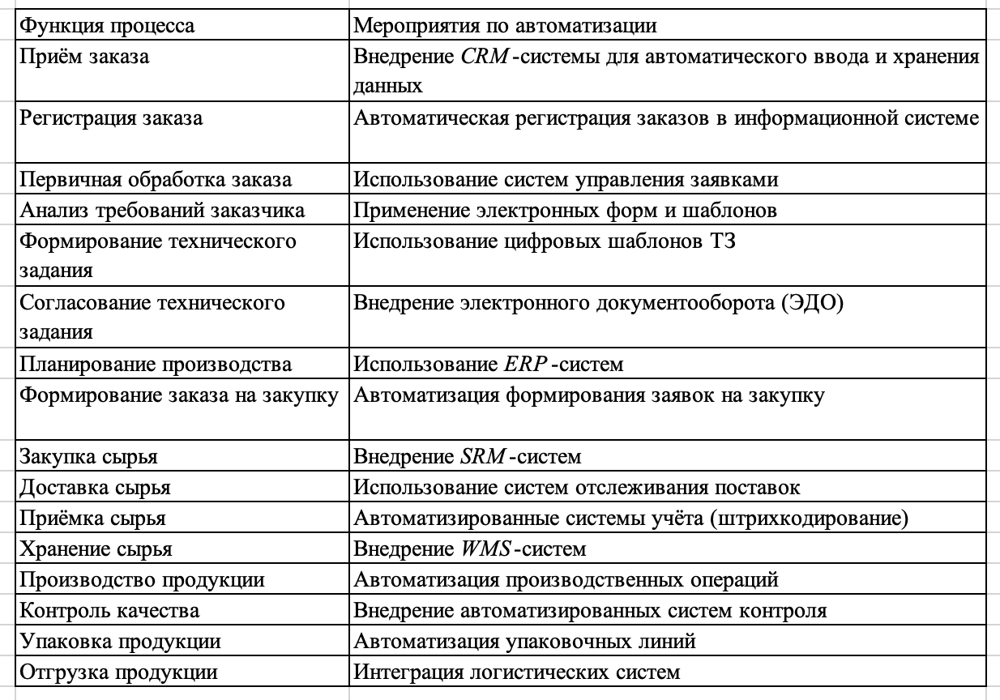 Функция процесса
Мероприятия по автоматизации
Приём заказа
Внедрение CRM-системы для автоматического ввода и хранения
данных
Регистрация заказа
Автоматическая регистрация заказов в информационной системе
Первичная обработка заказа
Использование систем управления заявками
Анализ требований заказчика
Применение электронных форм и шаблонов
Формирование технического
задания
Использование цифровых шаблонов ТЗ
Согласование технического
задания
Внедрение электронного документооборота (ЭДО)
Планирование производства
Использование ERP-систем
Формирование заказа на закупку
Автоматизация формирования заявок на закупку
Закупка сырья
Внедрение SRM-систем
Доставка сырья
Использование систем отслеживания поставок
Приёмка сырья
Автоматизированные системы учёта (штрихкодирование)
Хранение сырья
Внедрение WMS-систем
Производство продукции
Автоматизация производственных операций
Контроль качества
Внедрение автоматизированных систем контроля
Упаковка продукции
Автоматизация упаковочных линий
Отгрузка продукции
Интеграция логистических систем